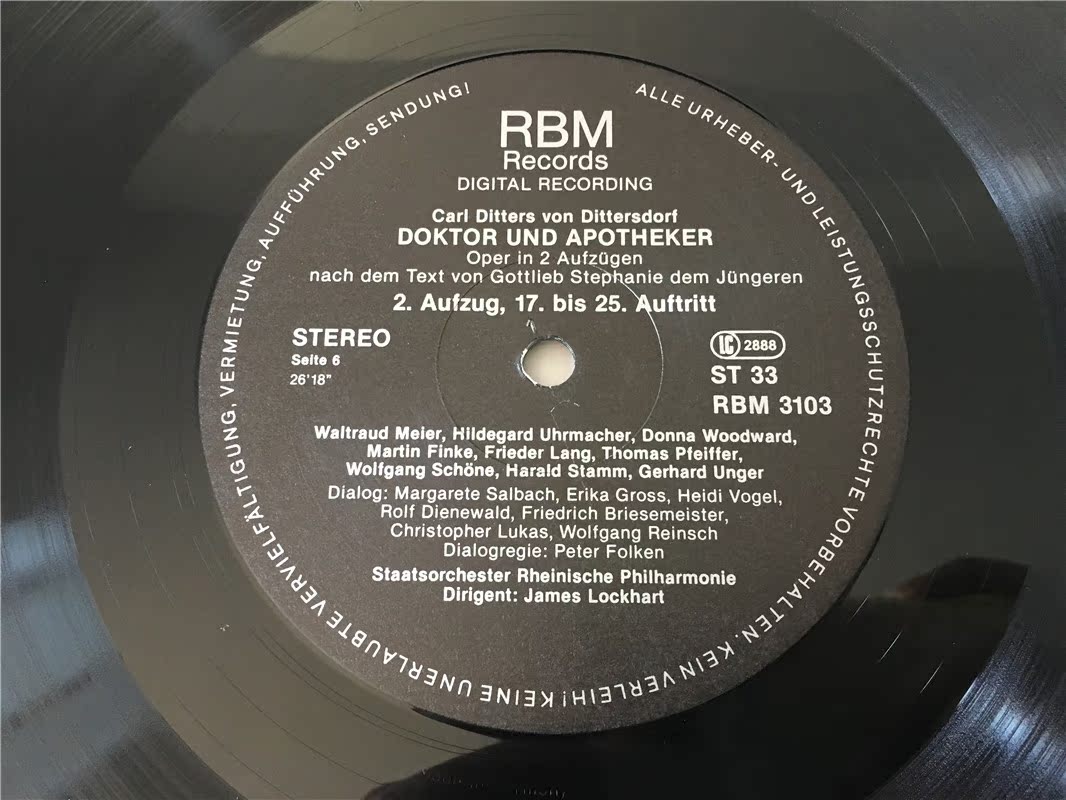 ALLE URHEBER- UND LEISTUNGSSCHUTZRECHTE VORBEHALTEN. KEIN VERLEIH! KEINE UNERLAUBTE VERVIELFÄLTIGUNG, VERMIETUNG, AUFFÜHRUNG, SENDUNG!
RBM
Records
DIGITAL RECORDING
Carl Ditters von Dittersdorf
DOKTOR UND APOTHEKER
Oper in 2 Aufzügen
nach dem Text von Gottlieb Stephanie dem Jüngeren
2. Aufzug, 17. bis 25. Auftritt
STEREO
Seite 6
26'18"
LC 2888
ST 33
RBM 3103
Waltraud Meier, Hildegard Uhrmacher, Donna Woodward,
Martin Finke, Frieder Lang, Thomas Pfeiffer,
Wolfgang Schöne, Harald Stamm, Gerhard Unger
Dialog: Margarete Salbach, Erika Gross, Heidi Vogel,
Rolf Dienewald, Friedrich Briesemeister,
Christopher Lukas, Wolfgang Reinsch
Dialogregie: Peter Folken
Staatsorchester Rheinische Philharmonie
Dirigent: James Lockhart